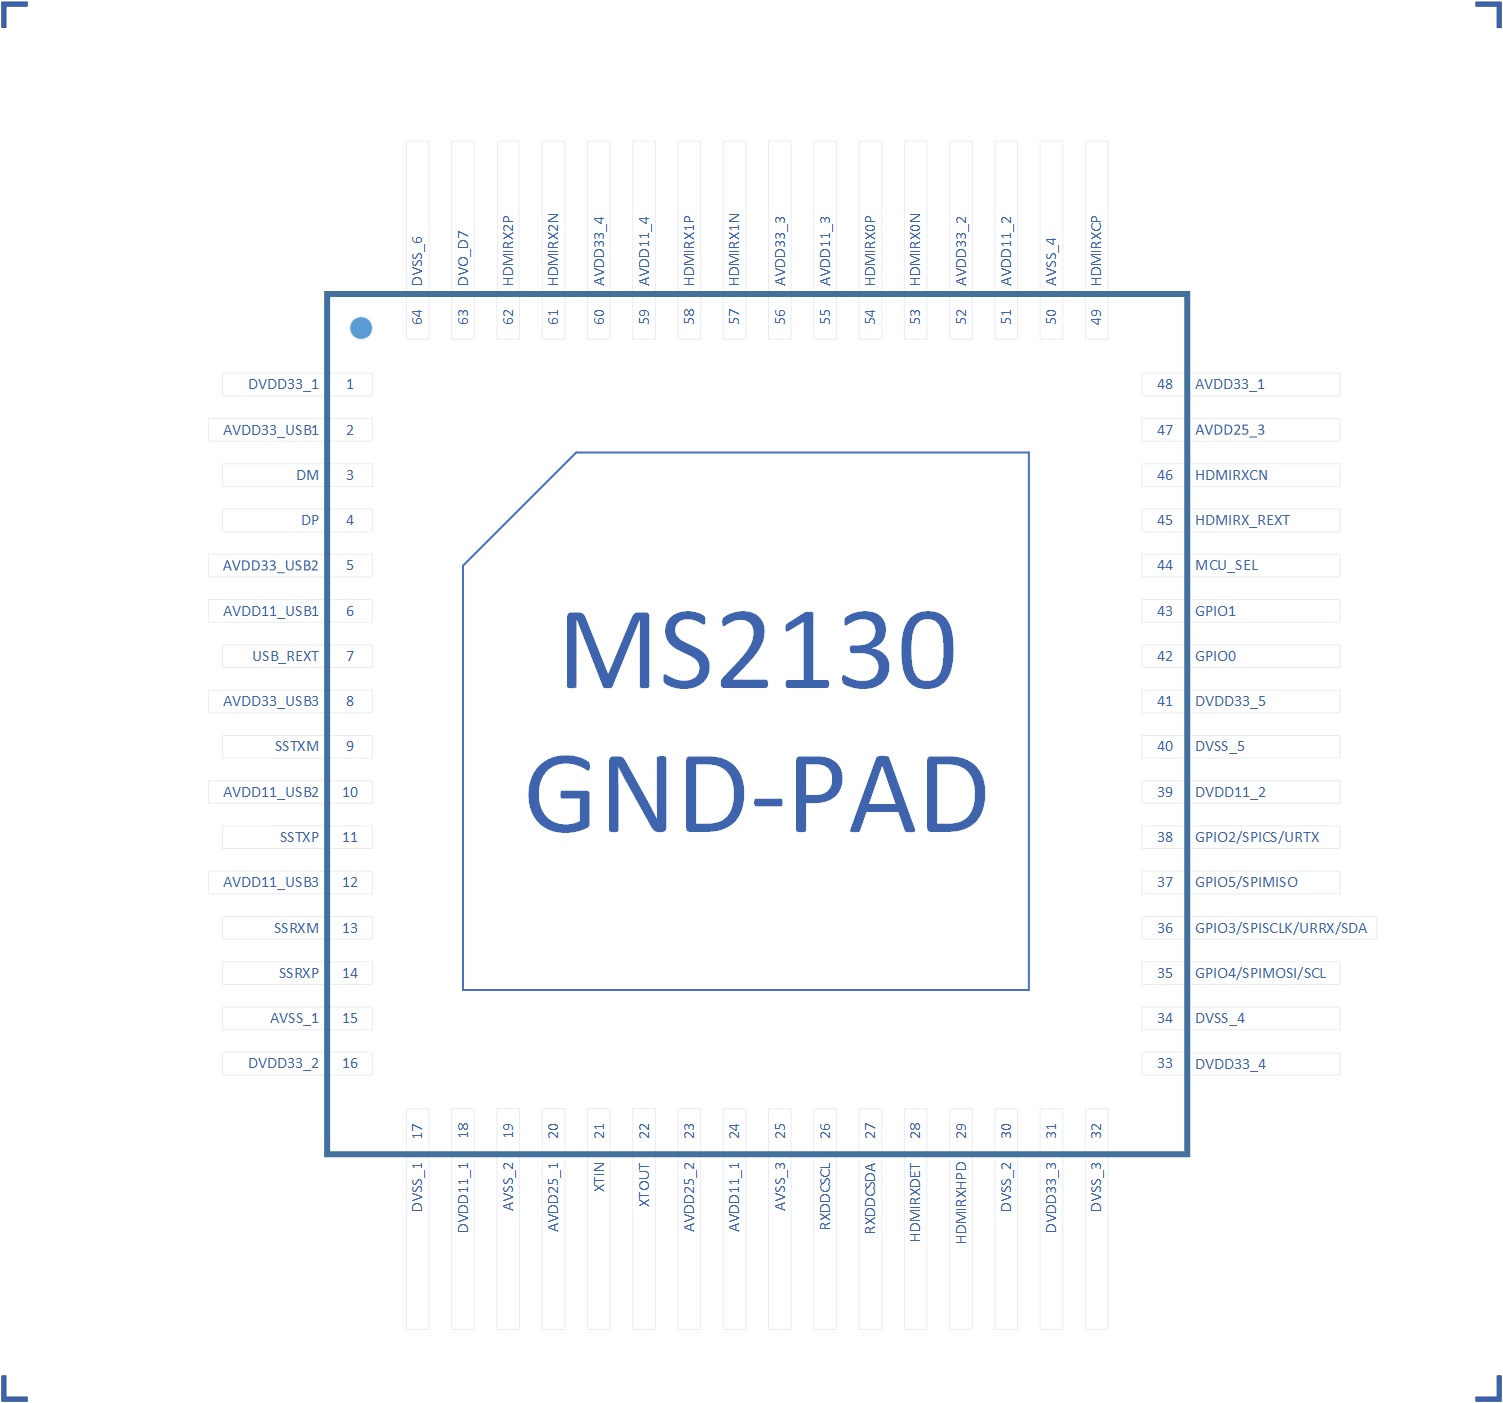 DVSS_6 64
DVO_D7 63
HDMIRX2P 62
HDMIRX2N 61
AVDD33_4 60
AVDD11_4 59
HDMIRX1P 58
HDMIRX1N 57
AVDD33_3 56
AVDD11_3 55
HDMIRX0P 54
HDMIRX0N 53
AVDD33_2 52
AVDD11_2 51
AVSS_4 50
HDMIRXCP 49
DVDD33_1 1
AVDD33_USB1 2
DM 3
DP 4
AVDD33_USB2 5
AVDD11_USB1 6
USB_REXT 7
AVDD33_USB3 8
SSTXM 9
AVDD11_USB2 10
SSTXP 11
AVDD11_USB3 12
SSRXM 13
SSRXP 14
AVSS_1 15
DVDD33_2 16
MS2130
GND-PAD
48 AVDD33_1
47 AVDD25_3
46 HDMIRXCN
45 HDMIRX_REXT
44 MCU_SEL
43 GPIO1
42 GPIO0
41 DVDD33_5
40 DVSS_5
39 DVDD11_2
38 GPIO2/SPICS/URTX
37 GPIO5/SPIMISO
36 GPIO3/SPISCLK/URRX/SDA
35 GPIO4/SPIMOSI/SCL
34 DVSS_4
33 DVDD33_4
17 DVSS_1
18 DVDD11_1
19 AVSS_2
20 AVDD25_1
21 XTIN
22 XTOUT
23 AVDD25_2
24 AVDD11_1
25 AVSS_3
26 RXDDCSCL
27 RXDDCSDA
28 HDMIRXDET
29 HDMIRXHPD
30 DVSS_2
31 DVDD33_3
32 DVSS_3